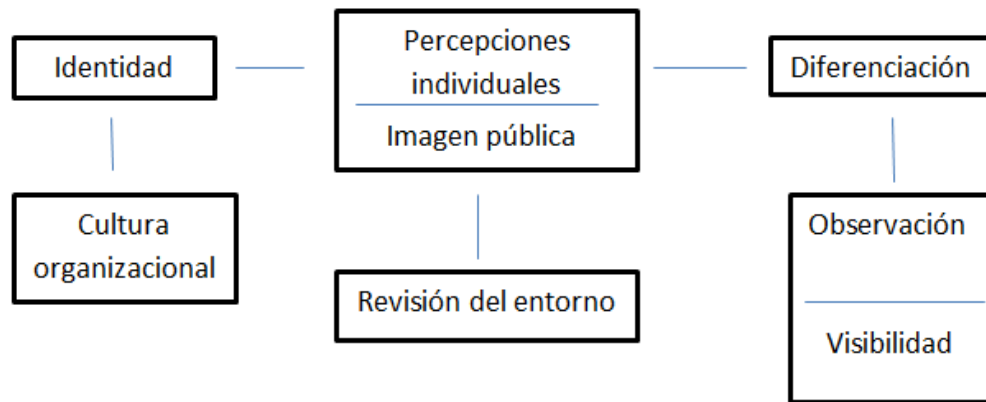 Identidad
Percepciones
individuales
Imagen pública
Diferenciación
Cultura
organizacional
Revisión del entorno
Observación
Visibilidad